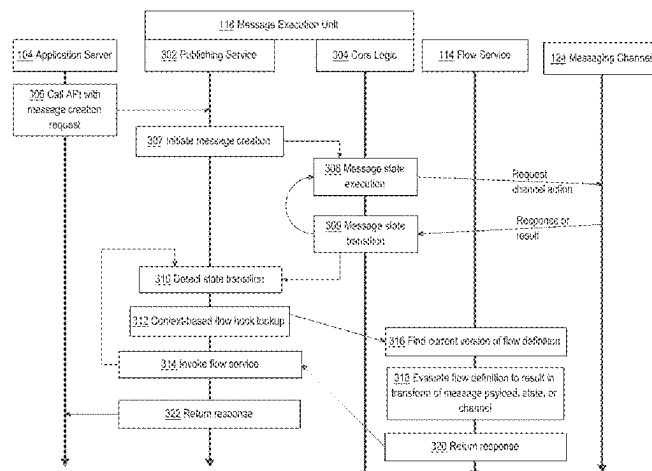 118 Message Execution Unit
104 Application Server
302 Publishing Service
304 Core Logic
114 Flow Service
124 Messaging Channel
306 Call API with
message creation
request
307 Initiate message creation
308 Message state
execution
Request
channel action
309 Message state
transition
Response or
result
310 Detect state transition
312 Context-based flow hook lookup
316 Find current version of flow definition
314 Invoke flow service
318 Evaluate flow definition to result in
transform of message payload, state, or
channel
322 Return response
320 Return response